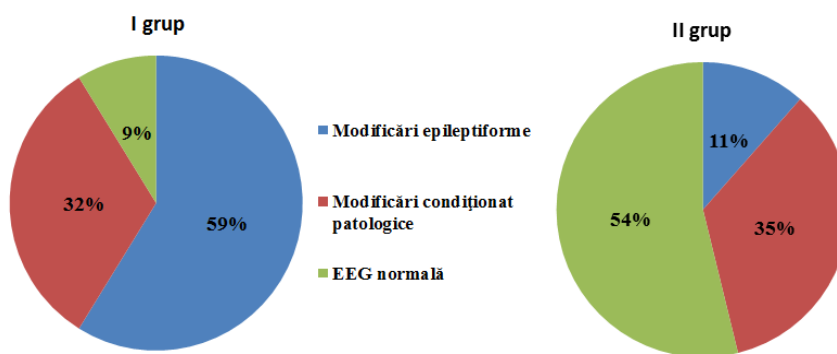 I grup
II grup
9%
32%
59%
Modificări epileptiforme
Modificări condiţionat
patologice
EEG normală
11%
54%
35%